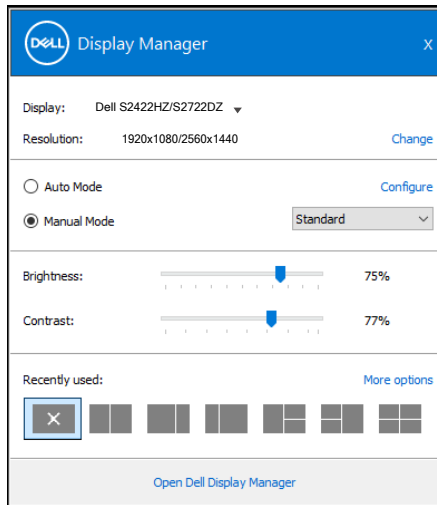 DELL Display Manager X
Display: Dell S2422HZ/S2722DZ
Resolution: 1920x1080/2560x1440 Change
Auto Mode Configure
Manual Mode Standard
Brightness: 75%
Contrast: 77%
Recently used: More options
Open Dell Display Manager